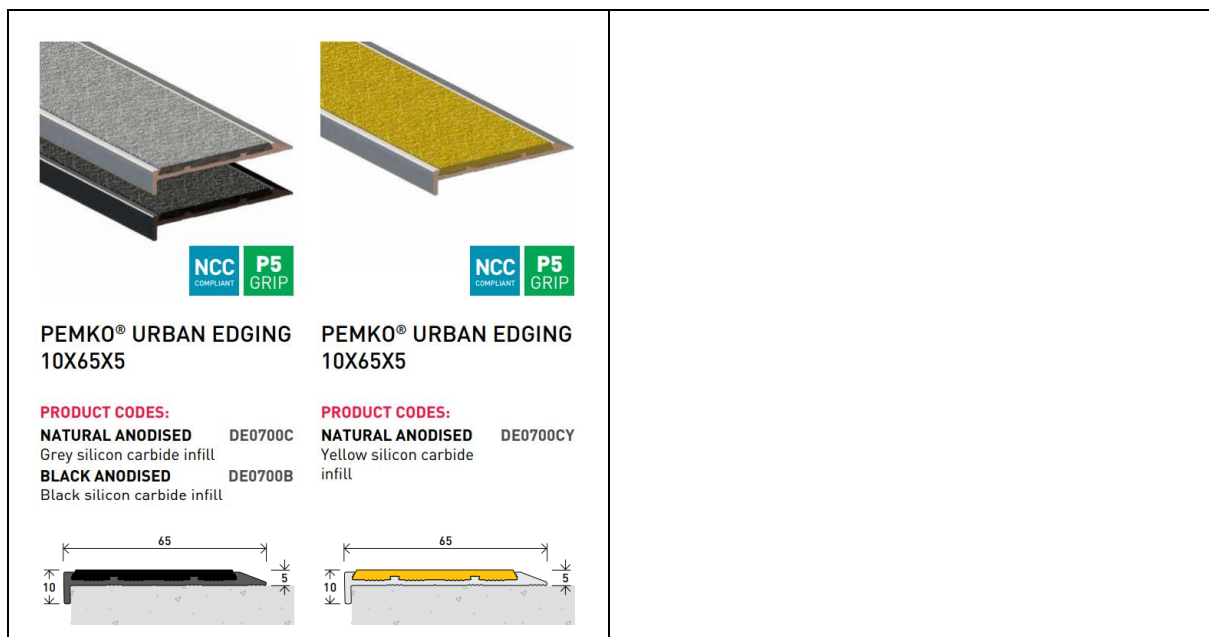 NCC
COMPLIANT
P5
GRIP
NCC
COMPLIANT
P5
GRIP
PEMKO® URBAN EDGING
10X65X5
PRODUCT CODES:
NATURAL ANODISED DE0700C
Grey silicon carbide infill
BLACK ANODISED DE0700B
Black silicon carbide infill
PEMKO® URBAN EDGING
10X65X5
PRODUCT CODES:
NATURAL ANODISED DE0700CY
Yellow silicon carbide
infill
65
10
5
65
10
5